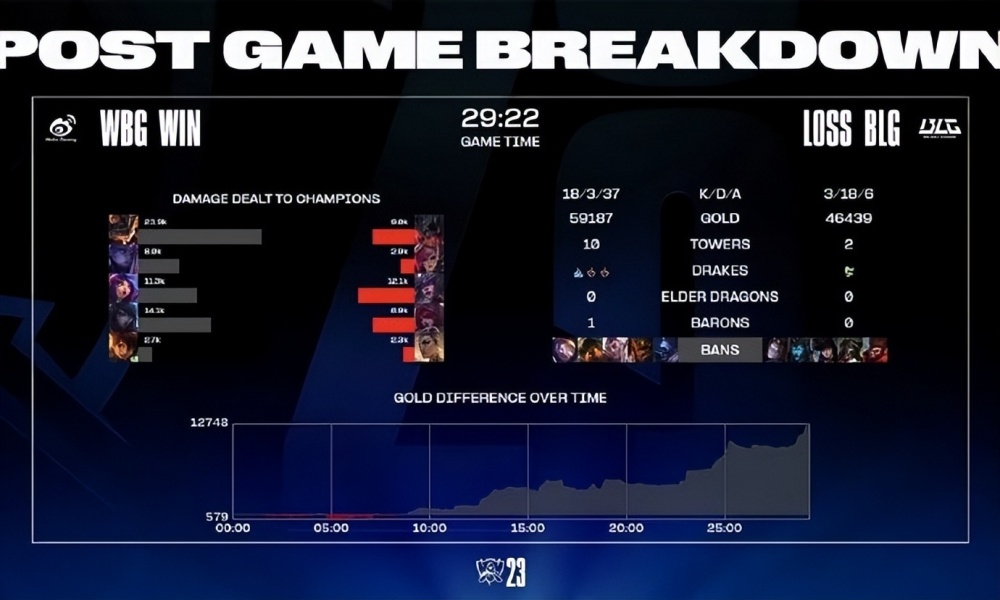 POST GAME BREAKDOWN
WBG WIN
29:22
GAME TIME
LOSS BLG
BLG
DAMAGE DEALT TO CHAMPIONS
23.9k
8.0k
11.3k
14.1k
2.7k
2.9k
12.1k
8.9k
2.3k
18/3/37 K/D/A 3/18/6
59187 GOLD 46439
10 TOWERS 2
DRAKES
0 ELDER DRAGONS 0
1 BARONS 0
BANS
GOLD DIFFERENCE OVER TIME
12748
579
00:00 05:00 10:00 15:00 20:00 25:00
23